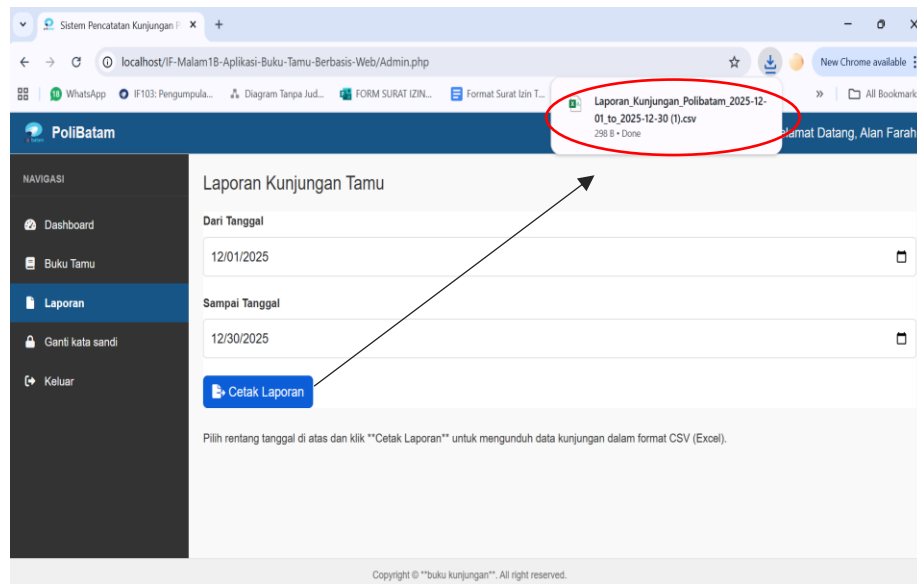 Sistem Pencatatan Kunjungan P
localhost/IF-Malam1B-Aplikasi-Buku-Tamu-Berbasis-Web/Admin.php
New Chrome available
WhatsApp
IF103: Pengumpula...
Diagram Tanpa Jud...
FORM SURAT IZIN...
Format Surat Izin T...
»
All Bookmark
Laporan_Kunjungan_Polibatam_2025-12-
01_to_2025-12-30 (1).csv
298 B • Done
PoliBatam
elamat Datang, Alan Farah
NAVIGASI
Dashboard
Buku Tamu
Laporan
Ganti kata sandi
Keluar
Laporan Kunjungan Tamu
Dari Tanggal
12/01/2025
Sampai Tanggal
12/30/2025
Cetak Laporan
Pilih rentang tanggal di atas dan klik **Cetak Laporan** untuk mengunduh data kunjungan dalam format CSV (Excel).
Copyright © **buku kunjungan**. All right reserved.